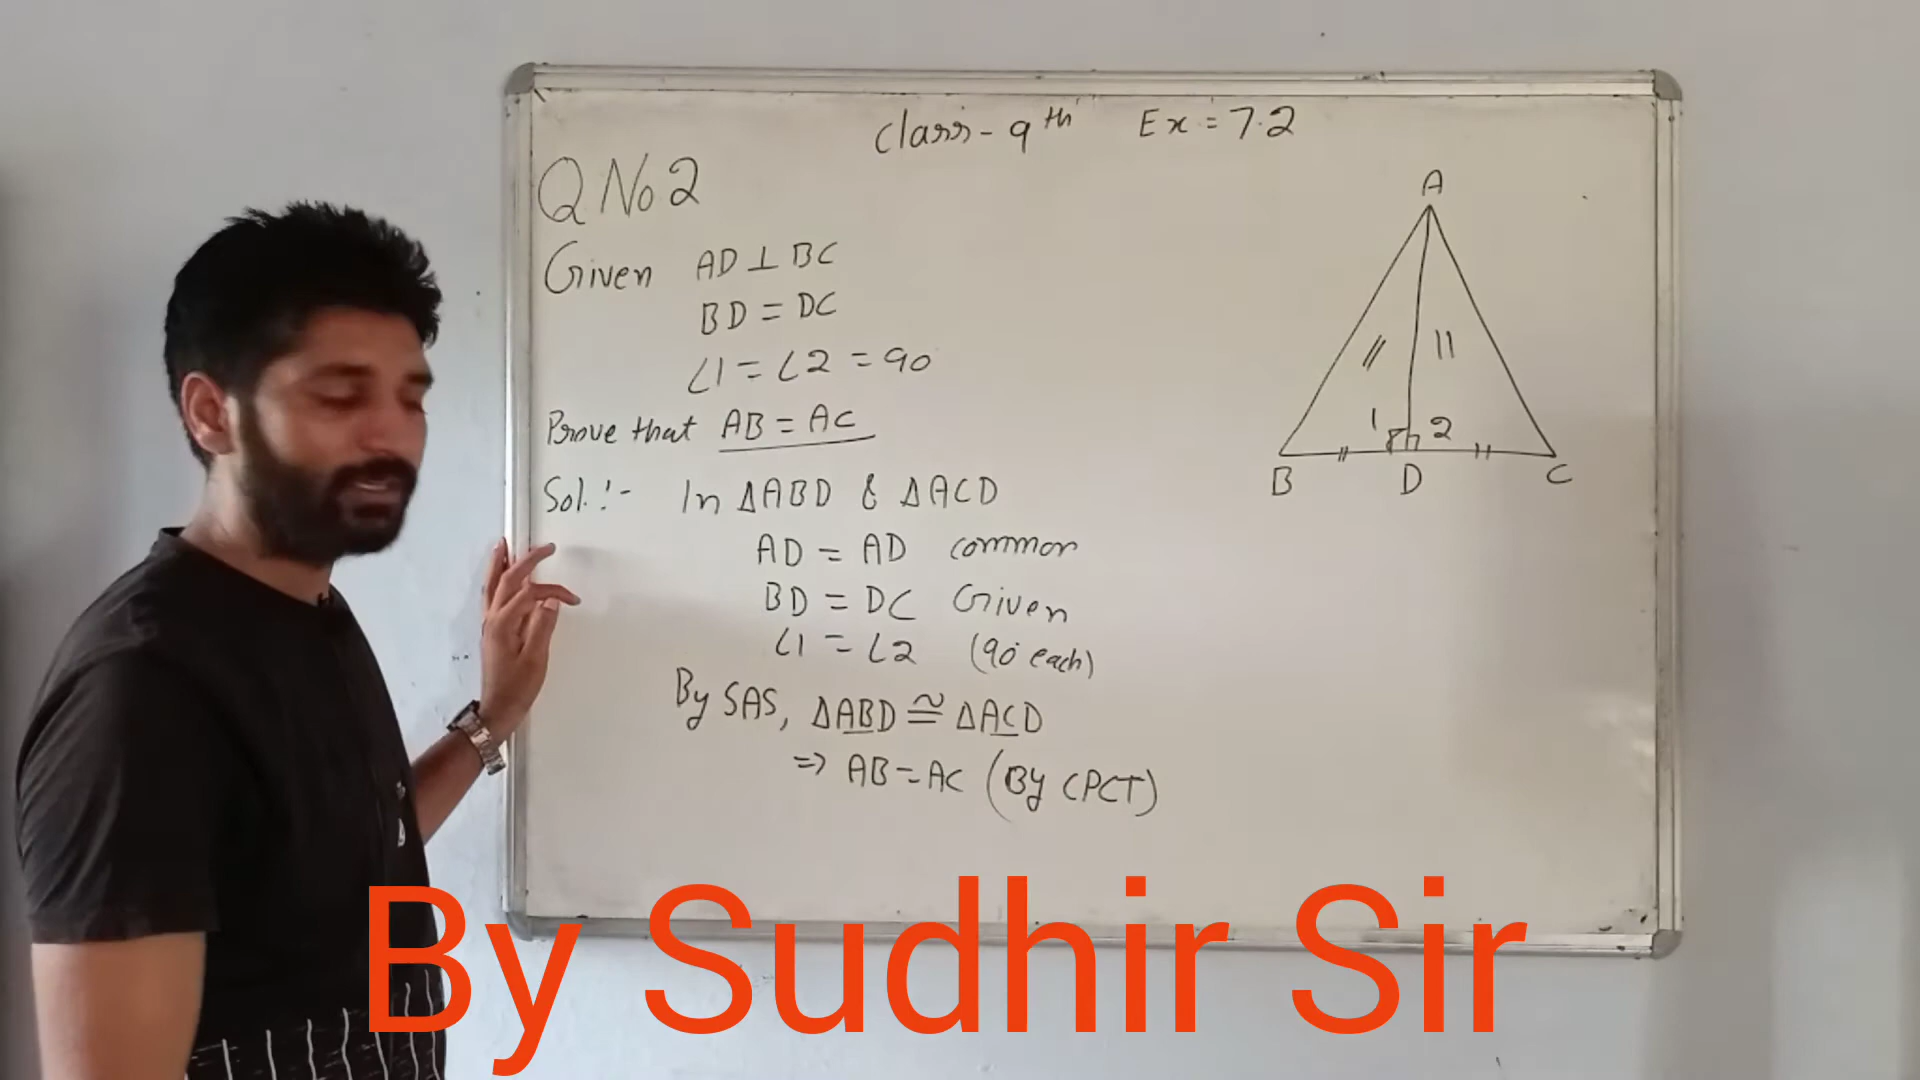 Class - 9th Ex = 7.2
Q No 2
Given AD ⊥ BC
BD = DC
∠1 = ∠2 = 90
Prove that AB = AC
Sol. :- In ΔABD & ΔACD
AD = AD common
BD = DC Given
∠1 = ∠2 (90° each)
By SAS, ΔABD ≅ ΔACD
⇒ AB = AC (By CPCT)
A
1 2
B D C
By Sudhir Sir